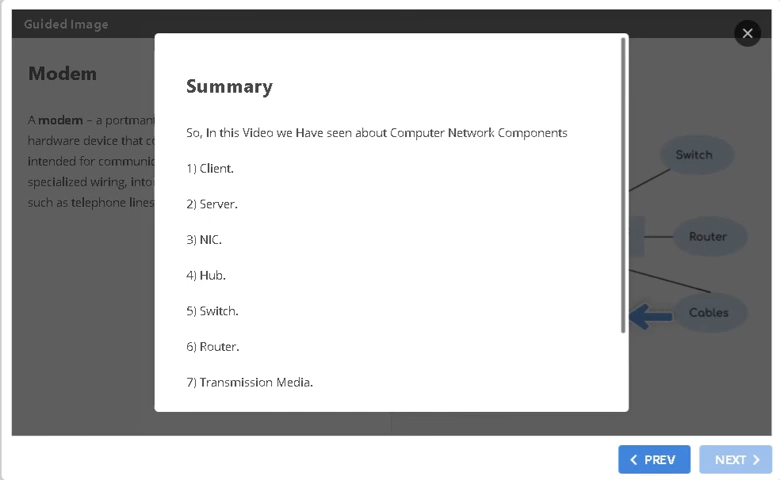 Guided Image
Modem
A modem – a portmant
hardware device that co
intended for communic
specialized wiring, into
such as telephone lines
Summary
So, In this Video we Have seen about Computer Network Components
1) Client.
2) Server.
3) NIC.
4) Hub.
5) Switch.
6) Router.
7) Transmission Media.
Switch
Router
Cables
PREV
NEXT